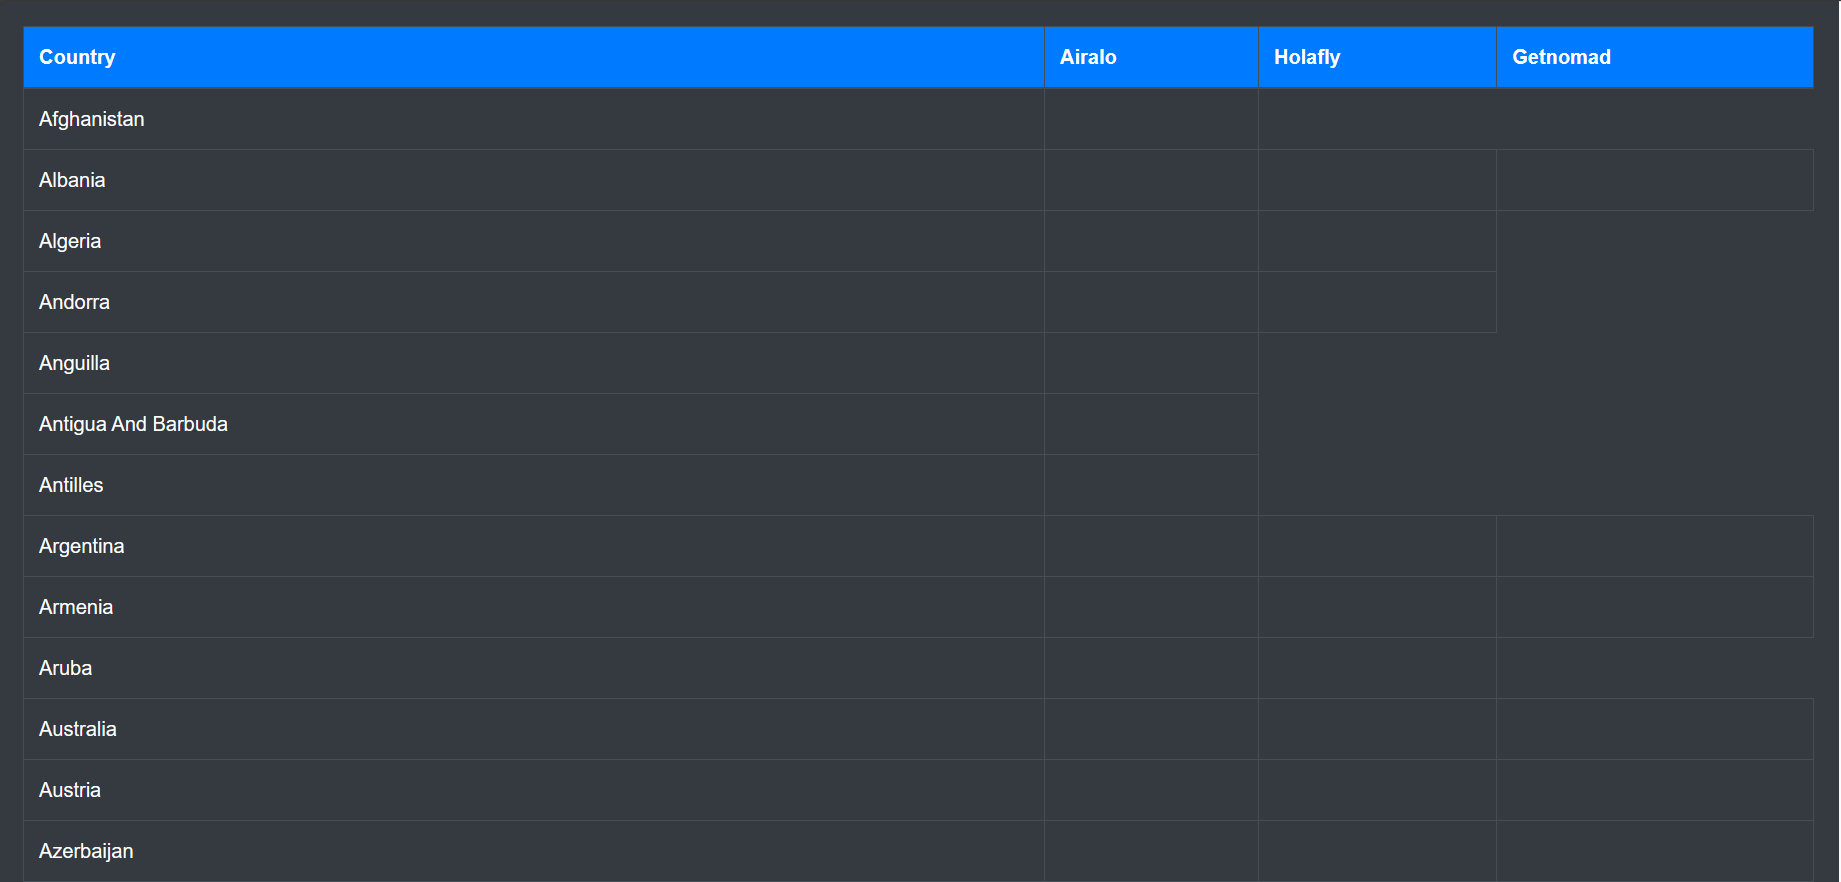 Country Airalo Holafly Getnomad
Afghanistan
Albania
Algeria
Andorra
Anguilla
Antigua And Barbuda
Antilles
Argentina
Armenia
Aruba
Australia
Austria
Azerbaijan